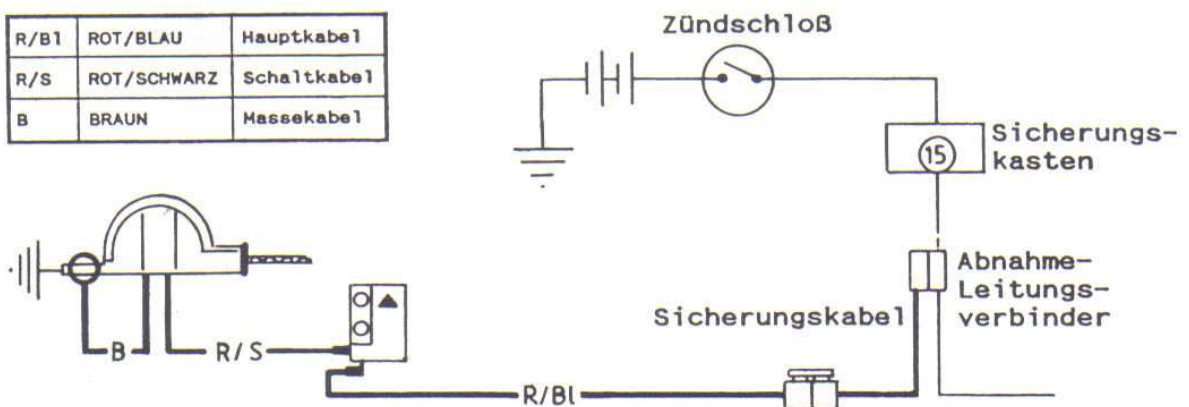 R/Bl ROT/BLAU Hauptkabel
R/S ROT/SCHWARZ Schaltkabel
B BRAUN Massekabel
Zündschloß
15
Sicherungs-
kasten
Abnahme-
Leitungs-
verbinder
Sicherungskabel
B
R/S
R/Bl